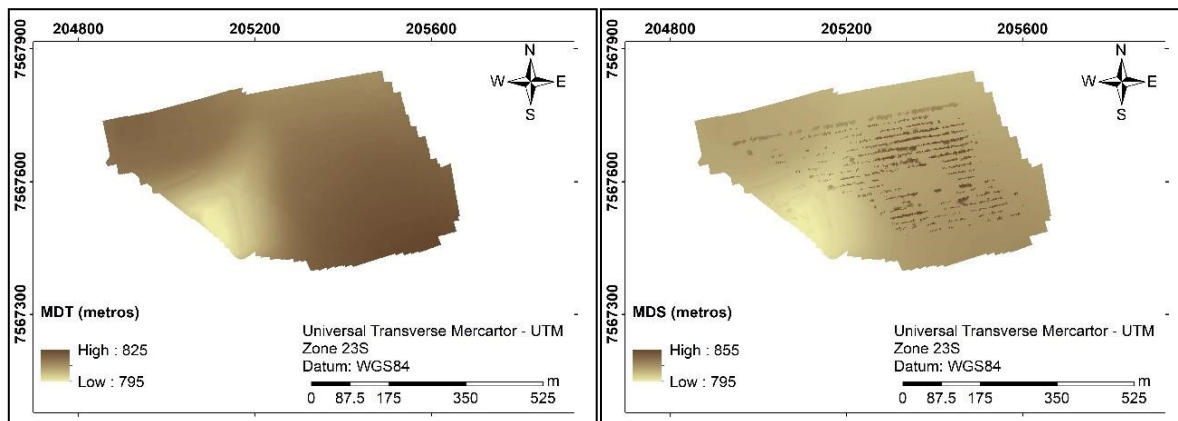 204800 205200 205600
7567900
N
W E
S
7567600
7567300
MDT (metros)
High : 825
Low : 795
Universal Transverse Mercartor - UTM
Zone 23S
Datum: WGS84
m
0 87.5 175 350 525
204800 205200 205600
7567900
N
W E
S
7567600
7567300
MDS (metros)
High : 855
Low : 795
Universal Transverse Mercartor - UTM
Zone 23S
Datum: WGS84
m
0 87.5 175 350 525